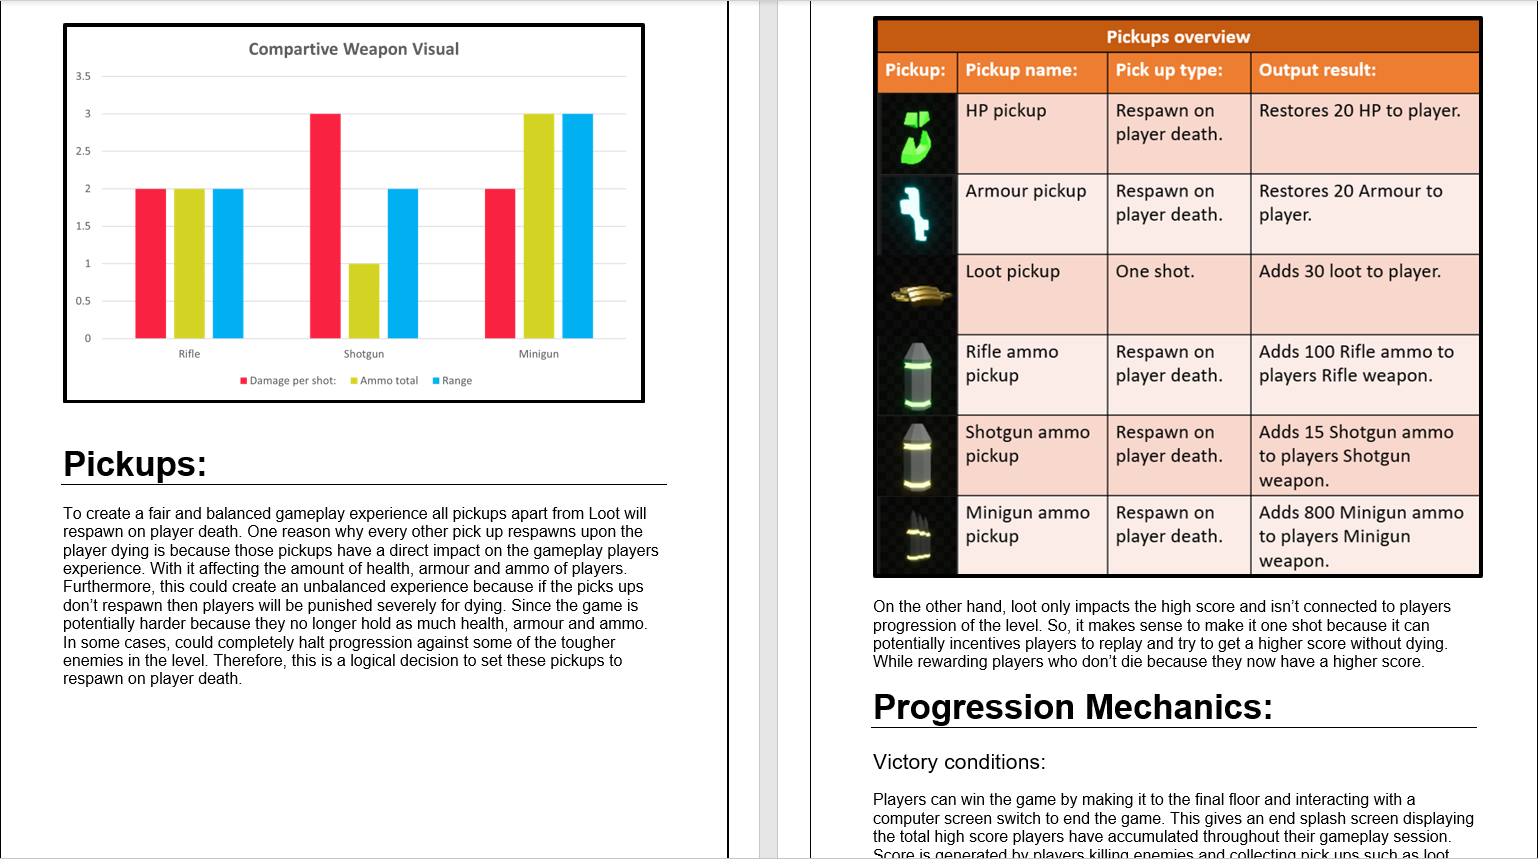 Compartive Weapon Visual
3.5
3
2.5
2
1.5
1
0.5
0
Rifle Shotgun Minigun
Damage per shot: Ammo total Range
Pickups:
To create a fair and balanced gameplay experience all pickups apart from Loot will
respawn on player death. One reason why every other pick up respawns upon the
player dying is because those pickups have a direct impact on the gameplay players
experience. With it affecting the amount of health, armour and ammo of players.
Furthermore, this could create an unbalanced experience because if the picks ups
don’t respawn then players will be punished severely for dying. Since the game is
potentially harder because they no longer hold as much health, armour and ammo.
In some cases, could completely halt progression against some of the tougher
enemies in the level. Therefore, this is a logical decision to set these pickups to
respawn on player death.
Pickups overview
Pickup: Pickup name: Pick up type: Output result:
HP pickup Respawn on Restores 20 HP to player.
player death.
Armour pickup Respawn on Restores 20 Armour to
player death. player.
Loot pickup One shot. Adds 30 loot to player.
Rifle ammo Respawn on Adds 100 Rifle ammo to
pickup player death. players Rifle weapon.
Shotgun ammo Respawn on Adds 15 Shotgun ammo
pickup player death. to players Shotgun
weapon.
Minigun ammo Respawn on Adds 800 Minigun ammo
pickup player death. to players Minigun
weapon.
On the other hand, loot only impacts the high score and isn’t connected to players
progression of the level. So, it makes sense to make it one shot because it can
potentially incentives players to replay and try to get a higher score without dying.
While rewarding players who don’t die because they now have a higher score.
Progression Mechanics:
Victory conditions:
Players can win the game by making it to the final floor and interacting with a
computer screen switch to end the game. This gives an end splash screen displaying
the total high score players have accumulated throughout their gameplay session.
Score is generated by players killing enemies and collecting pick ups such as loot